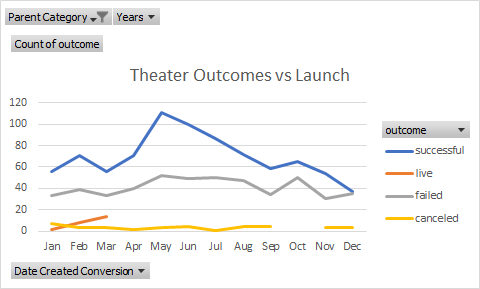 Parent Category Years
Count of outcome
Theater Outcomes vs Launch
120
100
80
60
40
20
0
Jan Feb Mar Apr May Jun Jul Aug Sep Oct Nov Dec
outcome
successful
live
failed
canceled
Date Created Conversion